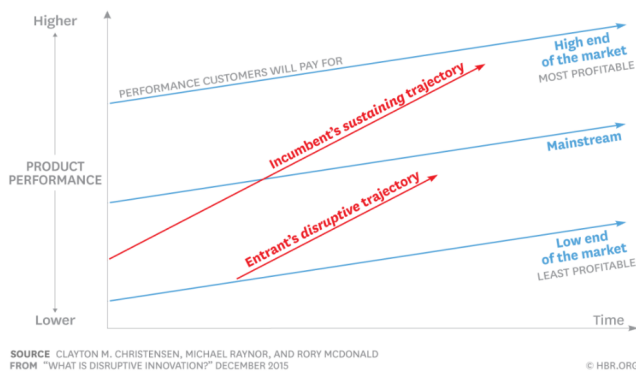 Higher
PERFORMANCE CUSTOMERS WILL PAY FOR
High end
of the market
MOST PROFITABLE
Incumbent's sustaining trajectory
Mainstream
PRODUCT
PERFORMANCE
Entrant's disruptive trajectory
Low end
of the market
LEAST PROFITABLE
Lower
Time
SOURCE CLAYTON M. CHRISTENSEN, MICHAEL RAYNOR, AND RORY MCDONALD
FROM "WHAT IS DISRUPTIVE INNOVATION?" DECEMBER 2015
© HBR.ORG